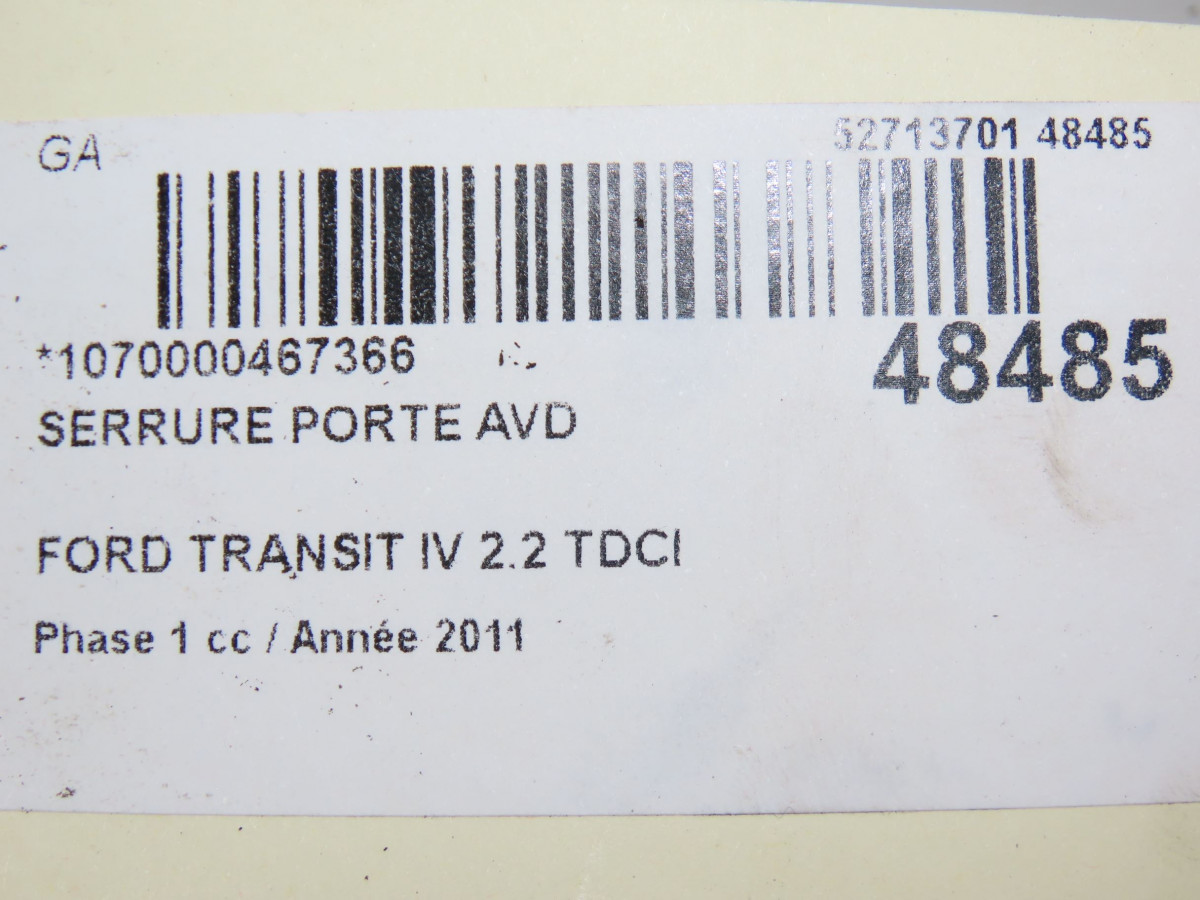 GA
52713701 48485
*1070000467366
48485
SERRURE PORTE AVD
FORD TRANSIT IV 2.2 TDCI
Phase 1 cc / Année 2011